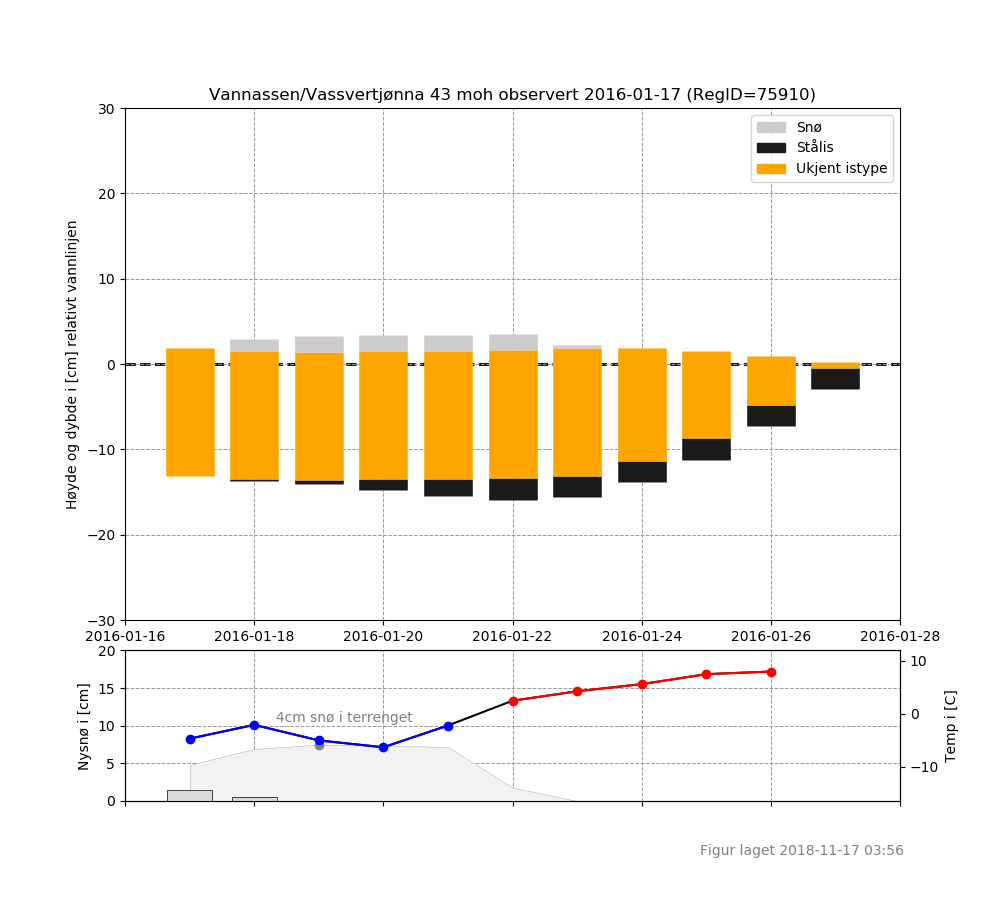 Vannassen/Vassvertjønna 43 moh observert 2016-01-17 (RegID=75910)
Snø
Stålis
Ukjent istype
Høyde og dybde i [cm] relativt vannlinjen
30
20
10
0
−10
−20
−30
2016-01-16 2016-01-18 2016-01-20 2016-01-22 2016-01-24 2016-01-26 2016-01-28
Nysnø i [cm]
20
15
10
5
0
4cm snø i terrenget
10
0
−10
Temp i [C]
Figur laget 2018-11-17 03:56